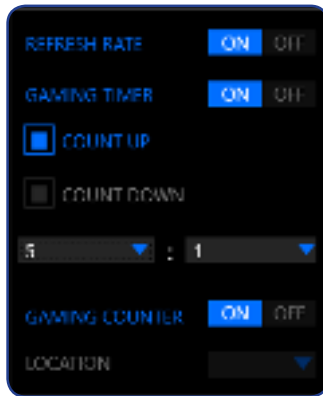 REFRESH RATE ON OFF
GAMING TIMER ON OFF
COUNT UP
COUNT DOWN
5 : 1
GAMING COUNTER ON OFF
LOCATION